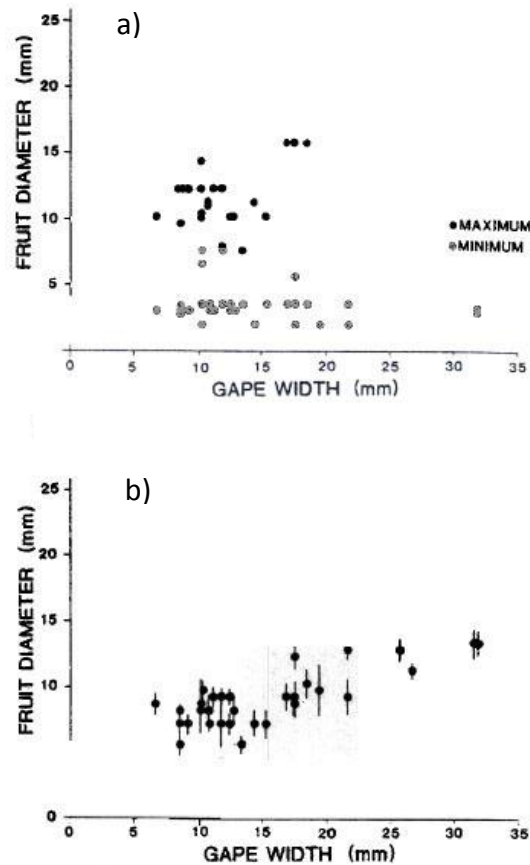 a)
25
20
15
10
5
FRUIT DIAMETER (mm)
MAXIMUM
MINIMUM
0 5 10 15 20 25 30 35
GAPE WIDTH (mm)
b)
25
20
15
10
0
FRUIT DIAMETER (mm)
0 5 10 15 20 25 30 35
GAPE WIDTH (mm)